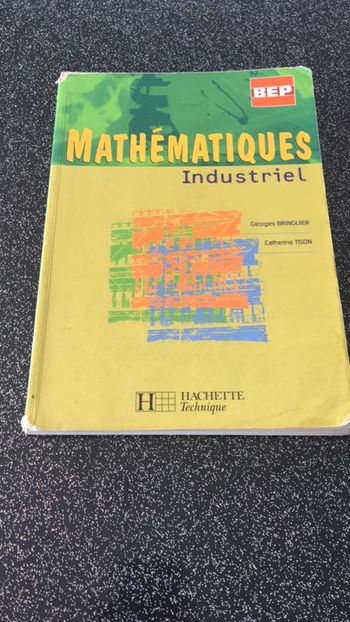 BEP
MATHÉMATIQUES
Industriel
Georges BRINGUIER
Catherine TISON
H
HACHETTE
Technique